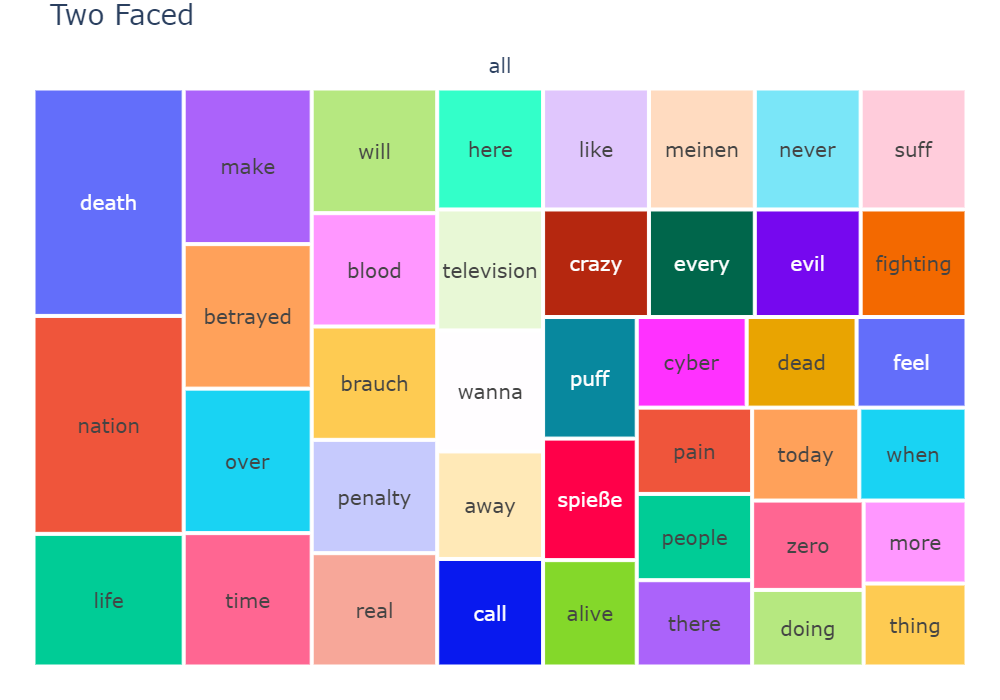 Two Faced
all
death
nation
life
make
betrayed
over
time
will
blood
brauch
penalty
real
here
television
wanna
away
call
like
meinen
never
suff
crazy
every
evil
fighting
puff
spieße
alive
cyber
dead
feel
pain
people
there
today
when
zero
more
doing
thing